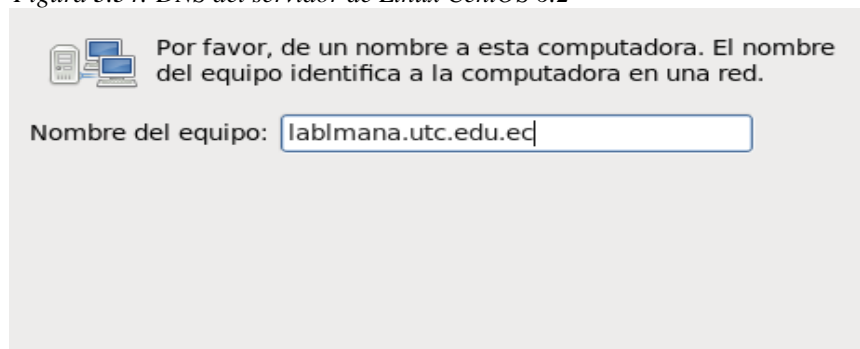 Figura 3.34: DNS del servidor de Linux CentOS 6.2
Por favor, de un nombre a esta computadora. El nombre
del equipo identifica a la computadora en una red.
Nombre del equipo: lablmana.utc.edu.ec